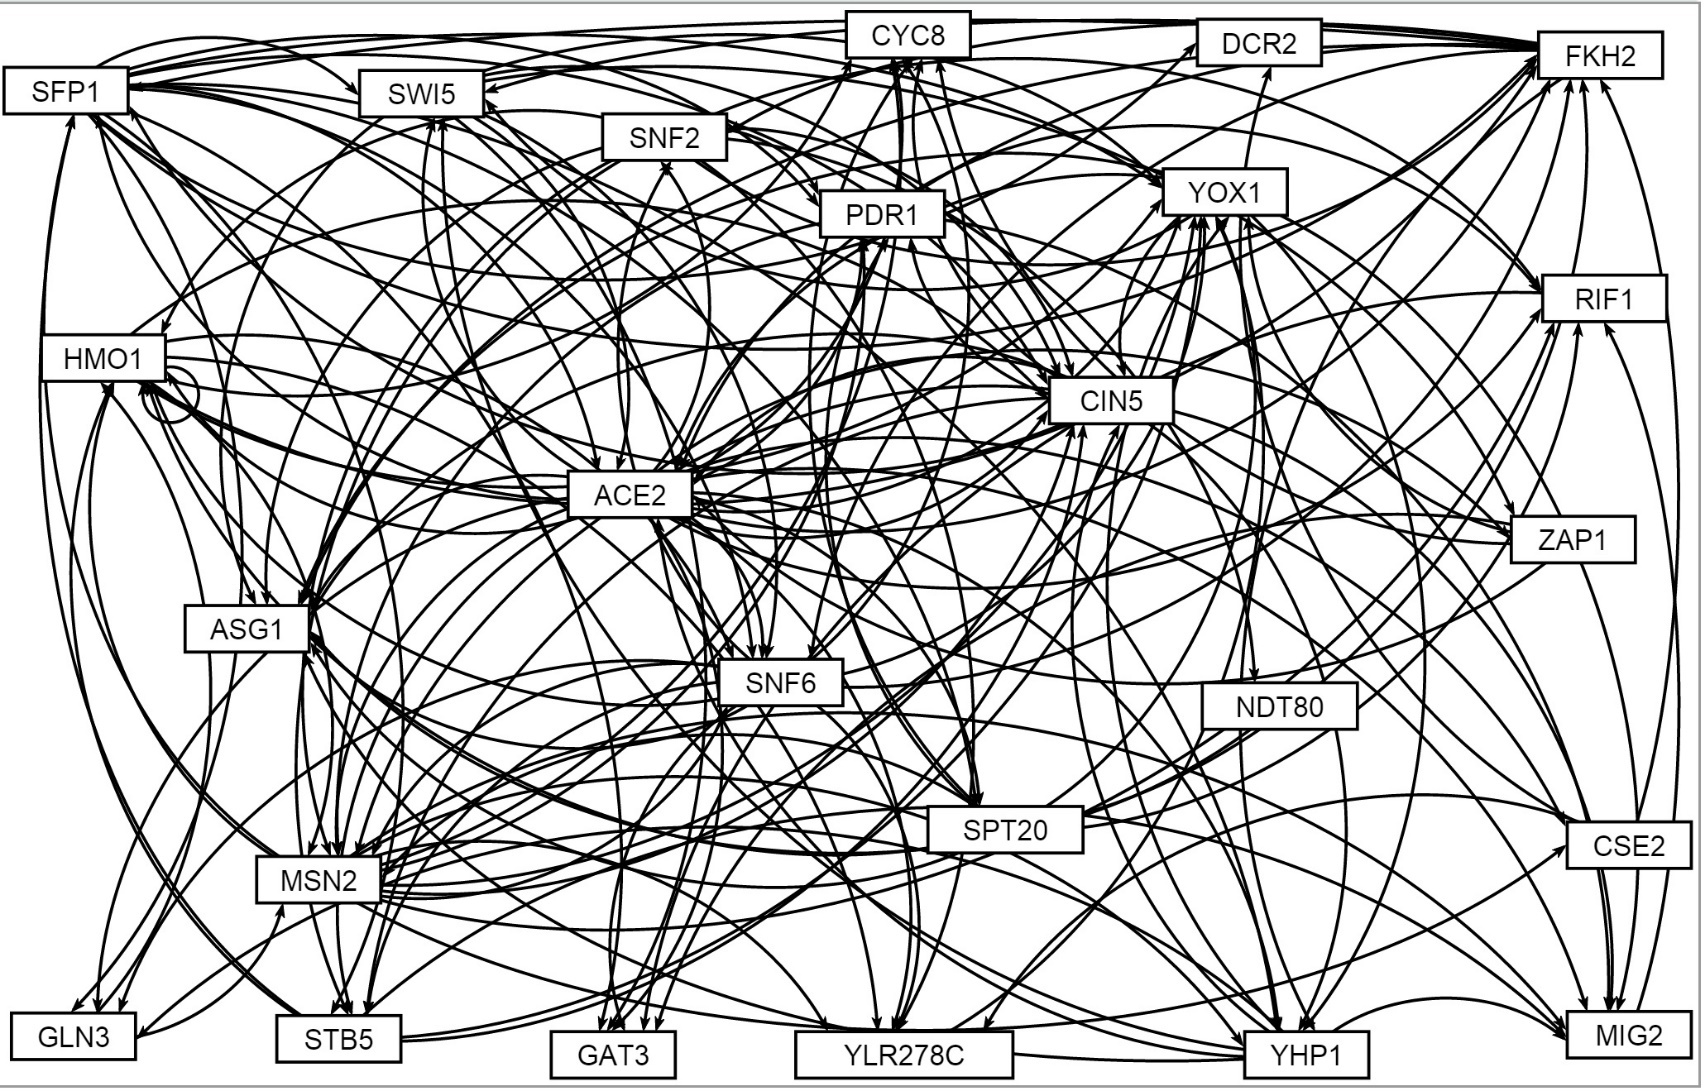 CYC8
DCR2
FKH2
SFP1
SWI5
SNF2
YOX1
PDR1
RIF1
HMO1
CIN5
ACE2
ZAP1
ASG1
SNF6
NDT80
SPT20
CSE2
MSN2
GLN3
STB5
GAT3
YLR278C
YHP1
MIG2